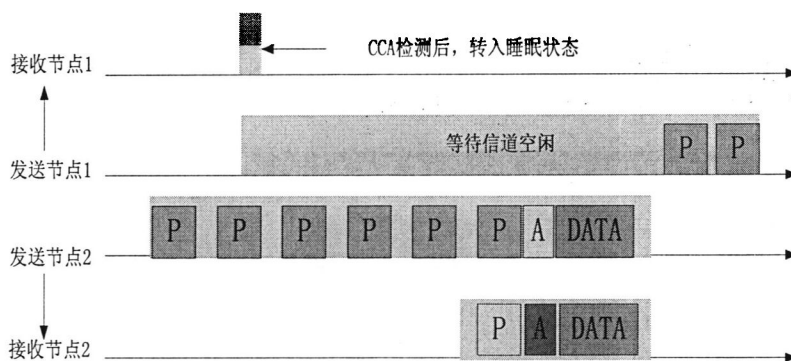 CCA检测后，转入睡眠状态
接收节点1
等待信道空闲
P P
发送节点1
P P P P P P A DATA
发送节点2
P A DATA
接收节点2